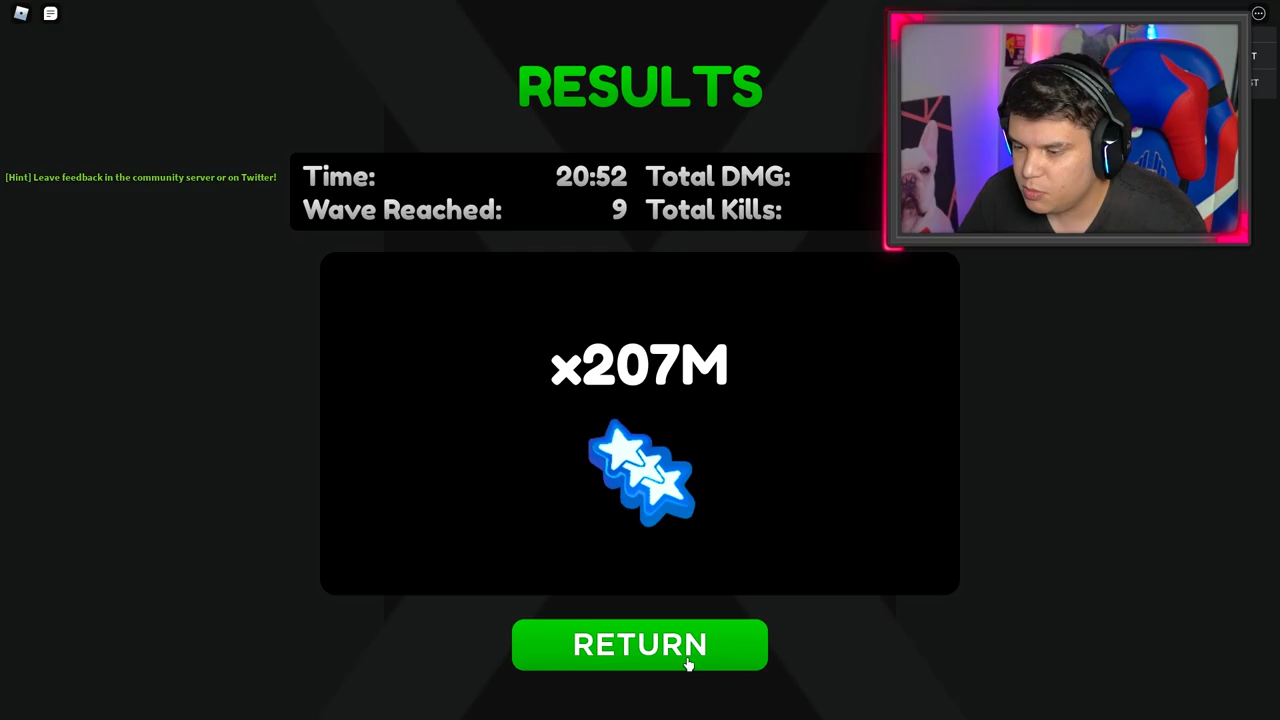 RESULTS
[Hint] Leave feedback in the community server or on Twitter!
Time: 20:52 Total DMG:
Wave Reached: 9 Total Kills:
x207M
RETURN